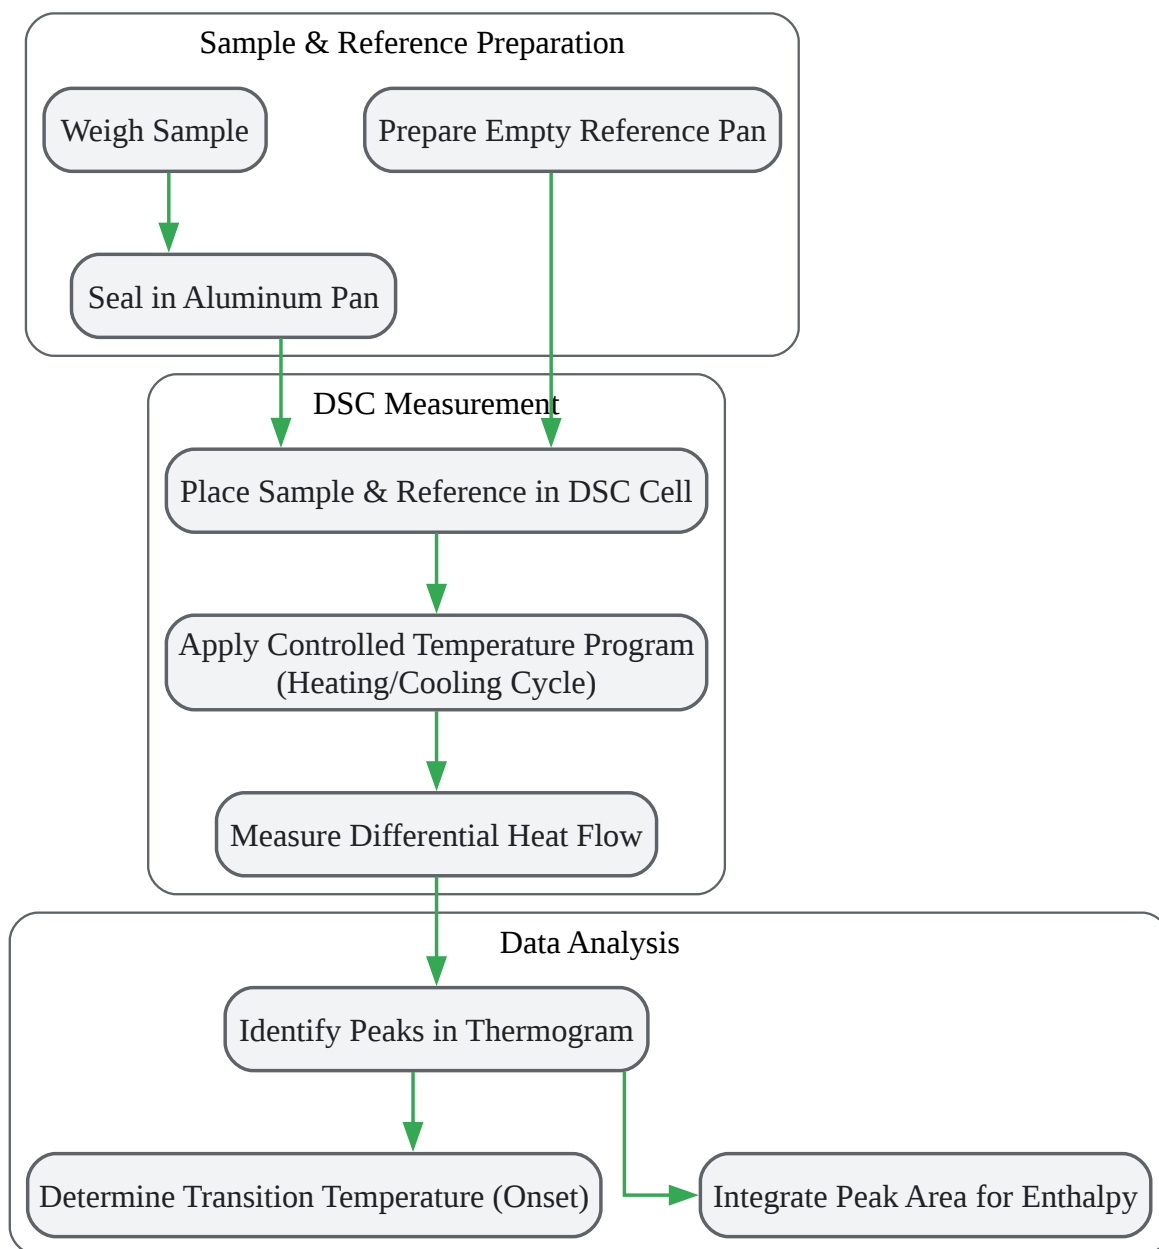 Sample & Reference Preparation
Weigh Sample
Prepare Empty Reference Pan
Seal in Aluminum Pan
DSC Measurement
Place Sample & Reference in DSC Cell
Apply Controlled Temperature Program
(Heating/Cooling Cycle)
Measure Differential Heat Flow
Data Analysis
Identify Peaks in Thermogram
Determine Transition Temperature (Onset)
Integrate Peak Area for Enthalpy